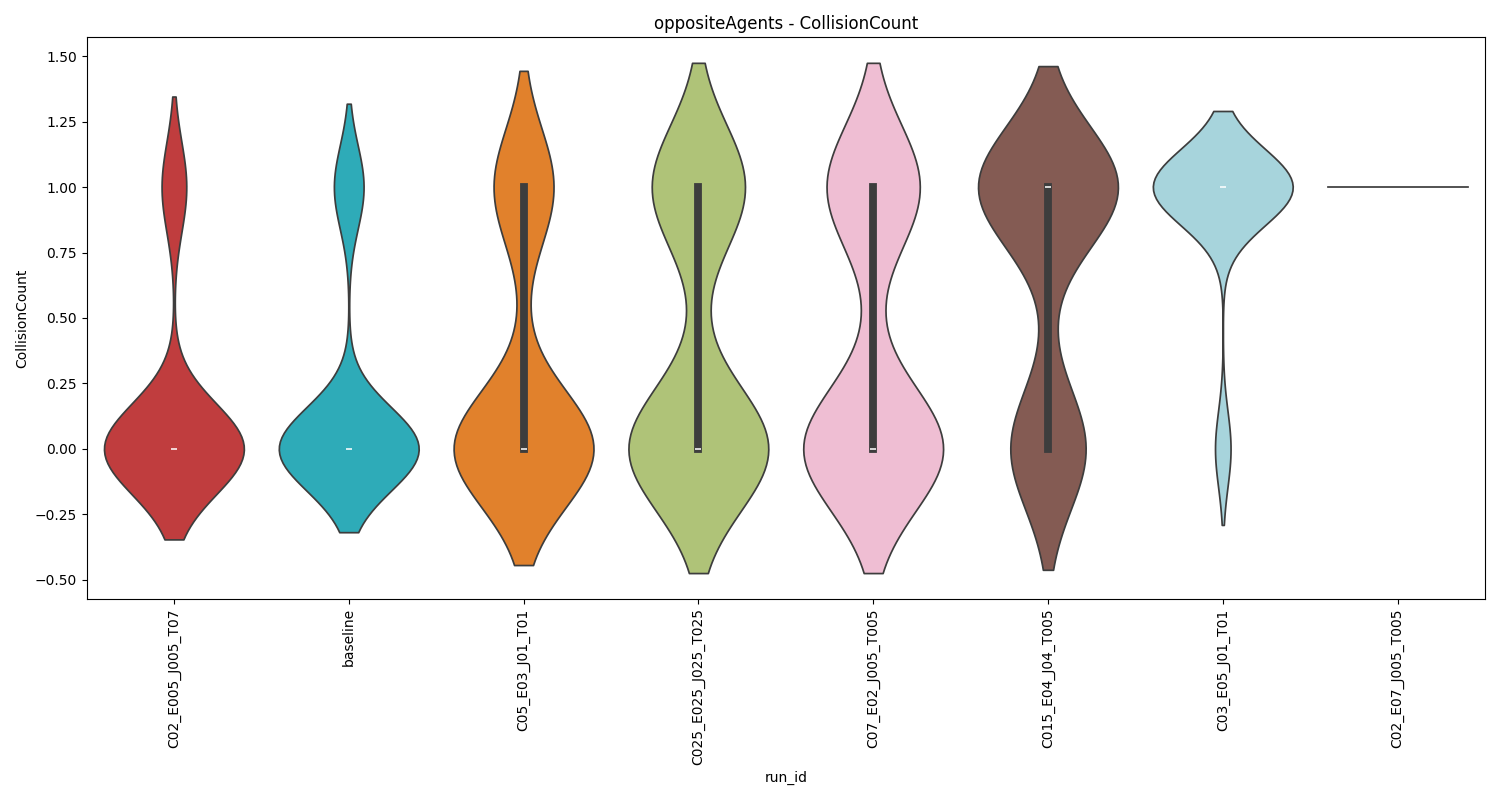 oppositeAgents - CollisionCount
1.50
1.25
1.00
0.75
0.50
0.25
0.00
−0.25
−0.50
CollisionCount
C02_E005_J005_T07
baseline
C05_E03_J01_T01
C025_E025_J025_T025
C07_E02_J005_T005
C015_E04_J04_T005
C03_E05_J01_T01
C02_E07_J005_T005
run_id